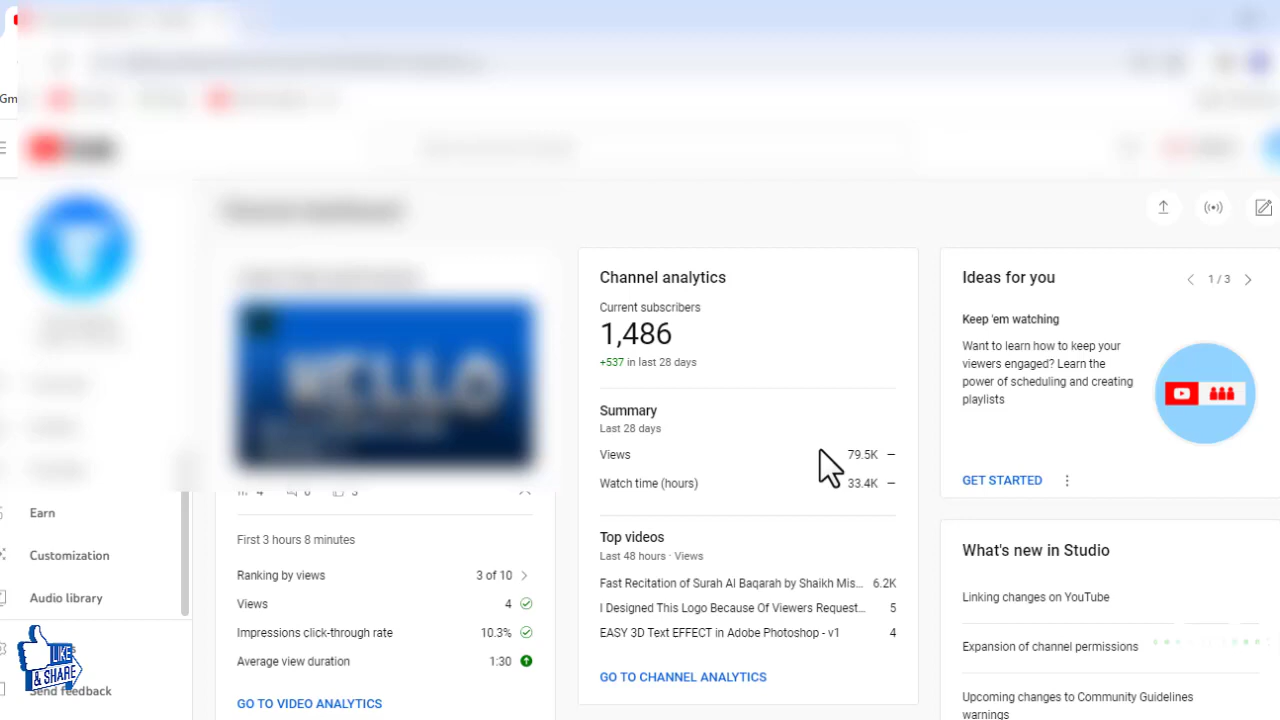 Gm
HELLO
Earn
Customization
Audio library
LIKE
& SHARE
Send feedback
First 3 hours 8 minutes
Ranking by views 3 of 10
Views 4
Impressions click-through rate 10.3%
Average view duration 1:30
GO TO VIDEO ANALYTICS
Channel analytics
Current subscribers
1,486
+537 in last 28 days
Summary
Last 28 days
Views 79.5K —
Watch time (hours) 33.4K —
Top videos
Last 48 hours · Views
Fast Recitation of Surah Al Baqarah by Shaikh Mis... 6.2K
I Designed This Logo Because Of Viewers Request... 5
EASY 3D Text EFFECT in Adobe Photoshop - v1 4
GO TO CHANNEL ANALYTICS
Ideas for you
1 / 3
Keep 'em watching
Want to learn how to keep your
viewers engaged? Learn the
power of scheduling and creating
playlists
GET STARTED
What's new in Studio
Linking changes on YouTube
Expansion of channel permissions
Upcoming changes to Community Guidelines
warnings